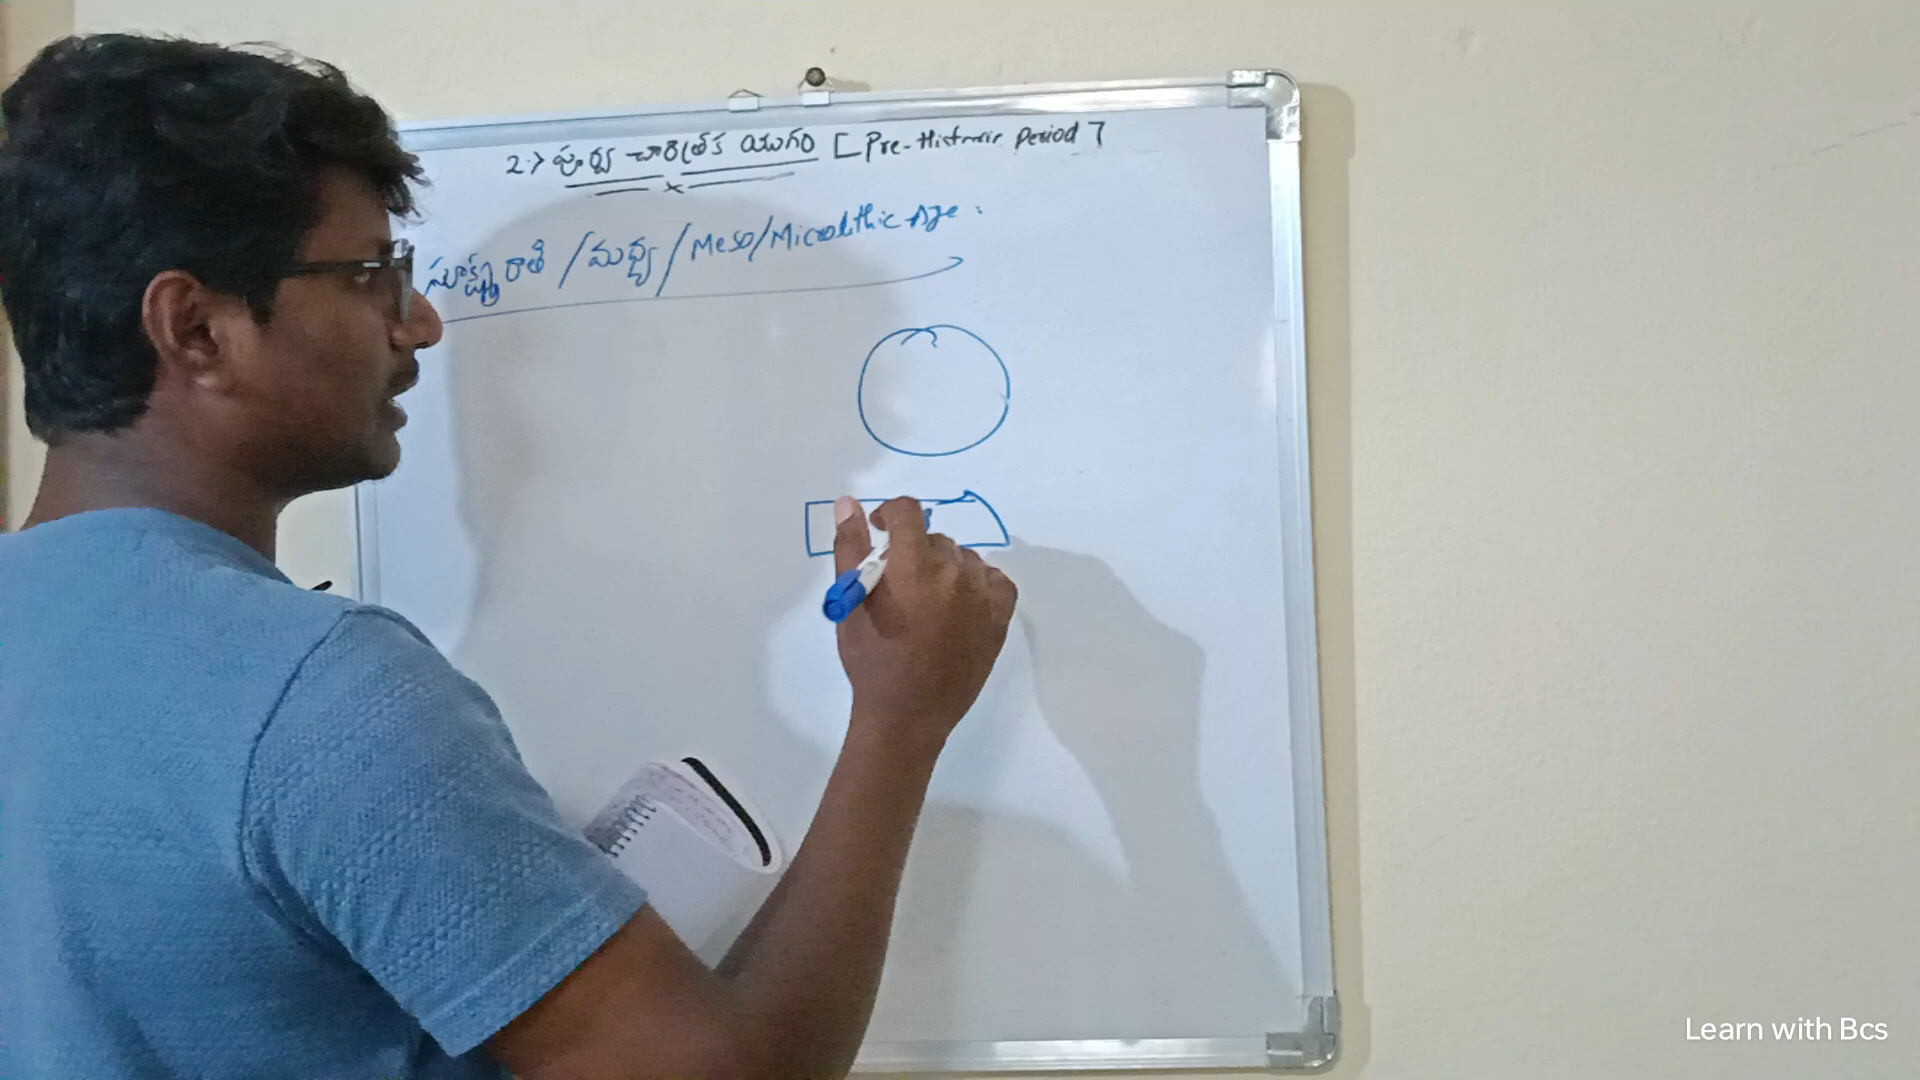 2.> పూర్వ చారిత్రక యుగం [Pre-Historic Period]
సూక్ష్మ రాతి / మధ్య / Meso/Microlithic Age :
Learn with Bcs